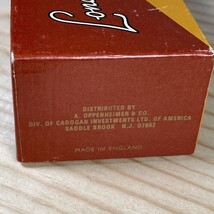 DISTRIBUTED BY
A. OPPENHEIMER & CO.
DIV. OF CADOGAN INVESTMENTS LTD. OF AMERICA
SADDLE BROOK, N.J. 07662
MADE IN ENGLAND